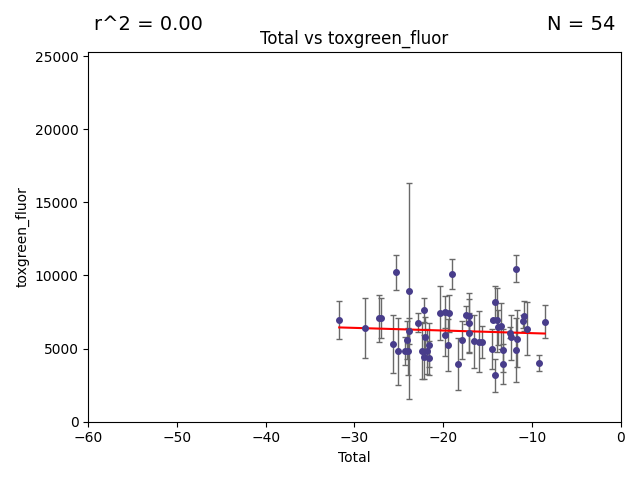 r^2 = 0.00
N = 54
Total vs toxgreen_fluor
25000
20000
15000
10000
5000
0
toxgreen_fluor
−60
−50
−40
−30
−20
−10
0
Total